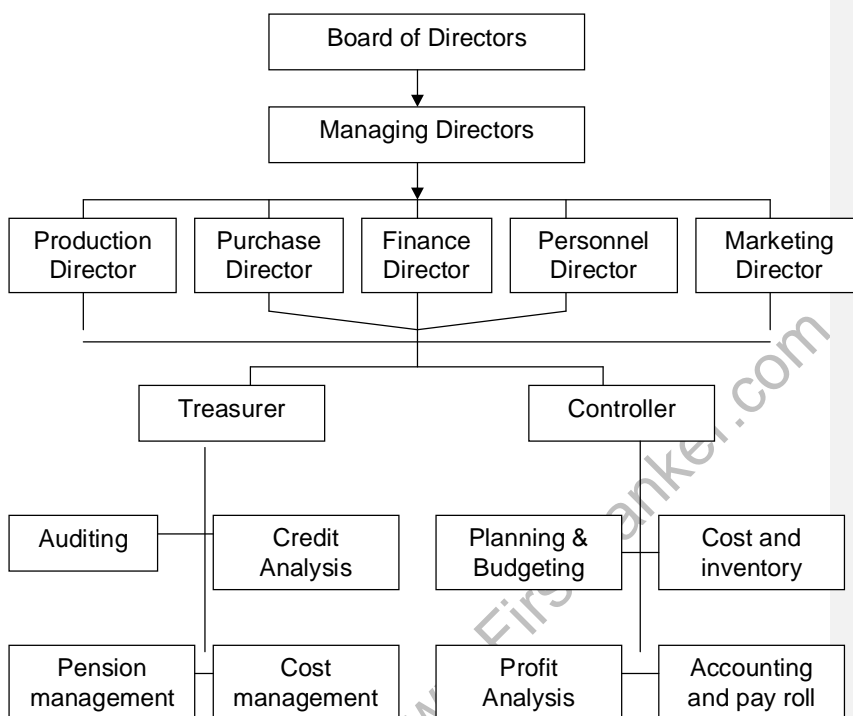 Board of Directors
Managing Directors
Production
Director
Purchase
Director
Finance
Director
Personnel
Director
Marketing
Director
Treasurer
Controller
Auditing
Credit
Analysis
Planning &
Budgeting
Cost and
inventory
Pension
management
Cost
management
Profit
Analysis
Accounting
and pay roll